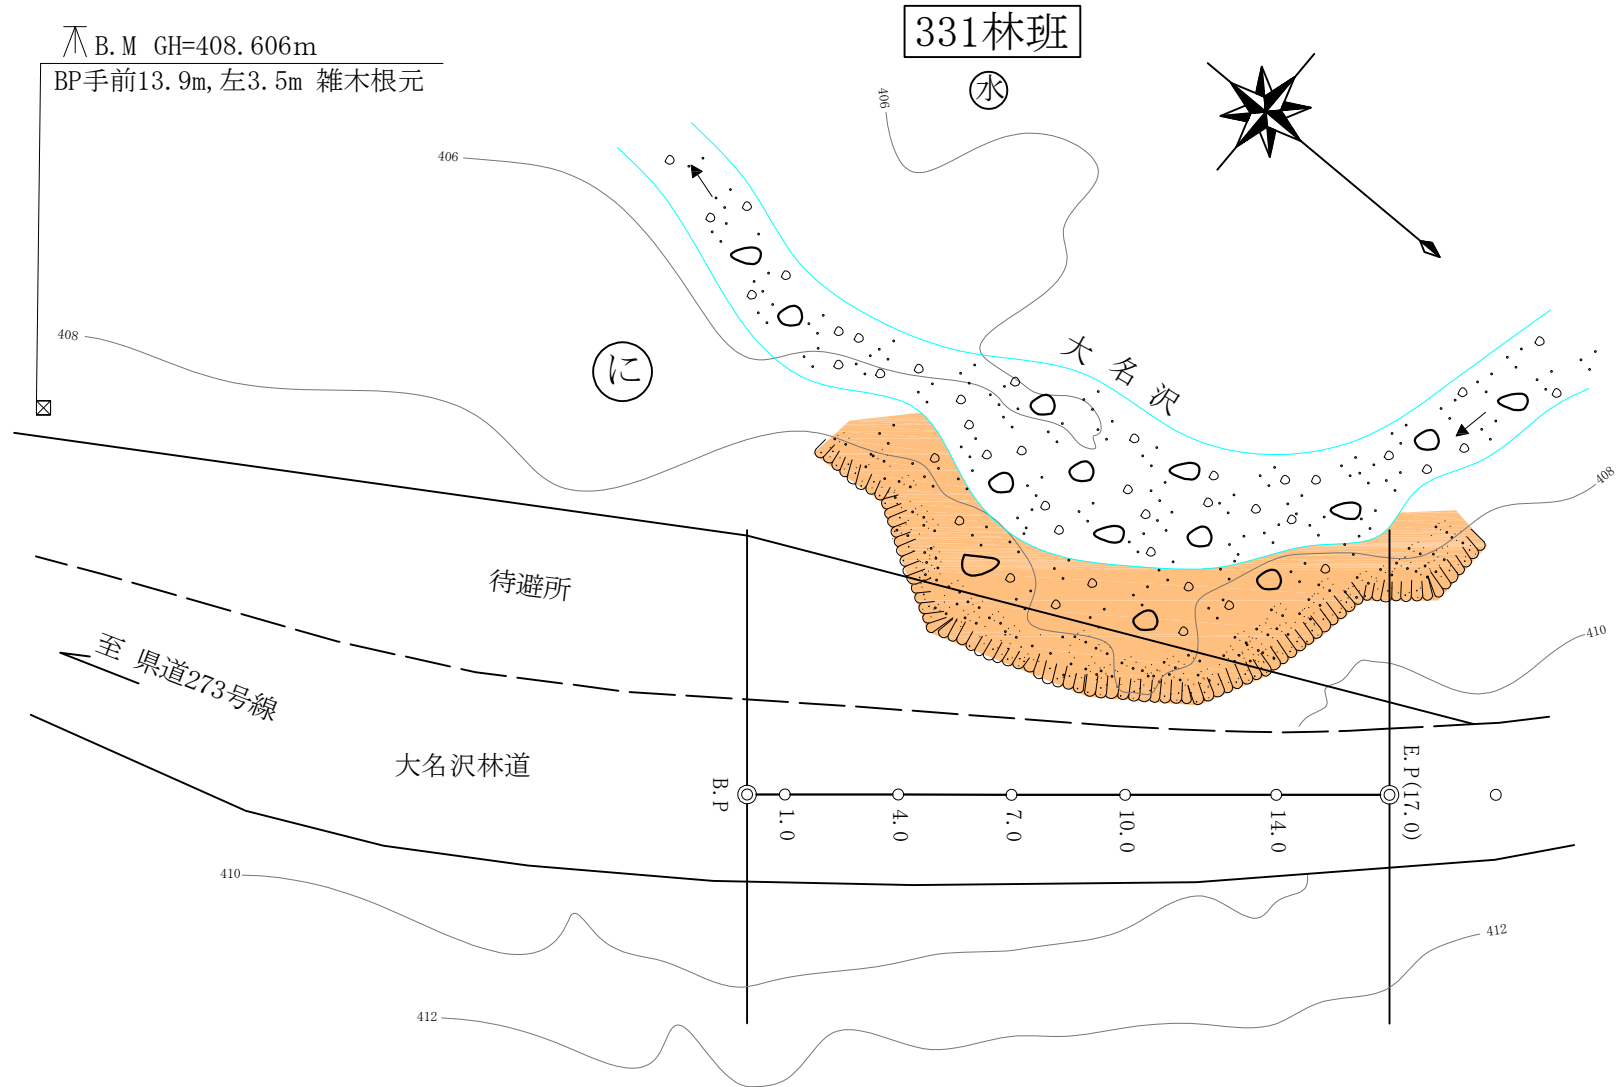 B.M GH=408.606m
BP手前13.9m,左3.5m 雑木根元
331林班
水
406
406
408
に
大名沢
408
待避所
至 県道273号線
410
大名沢林道
B.P
1.0
4.0
7.0
10.0
14.0
E.P(17.0)
410
412
412